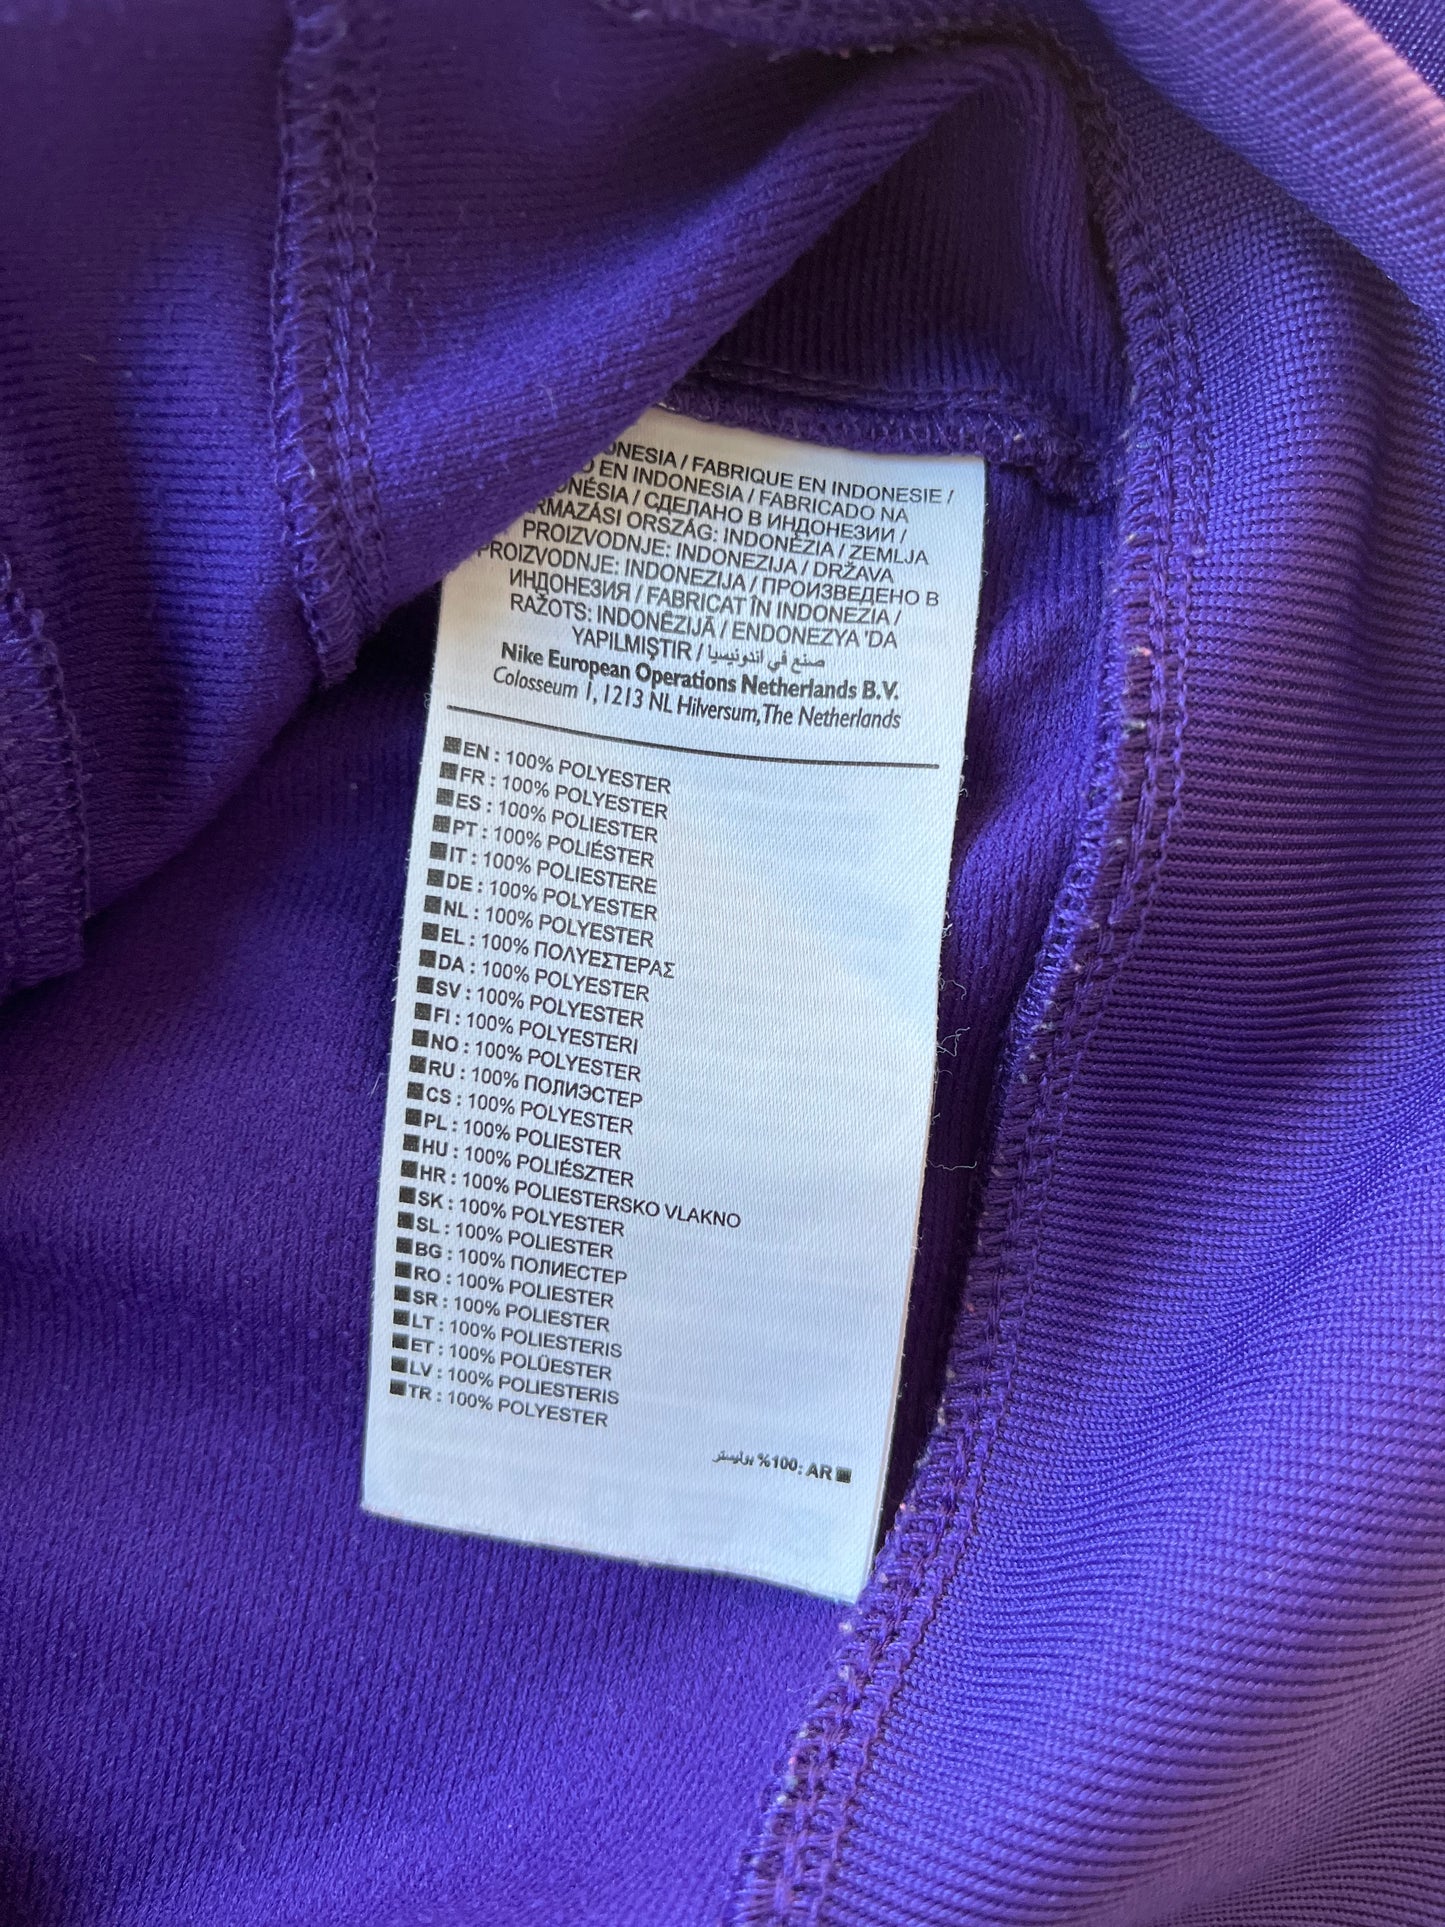 / FABRIQUE EN INDONESIE /
EN INDONESIA / FABRICADO NA
/ СДЕЛАНО В ИНДОНЕЗИИ /
ORSZÁG: INDONÉZIA / ZEMLJA
PROIZVODNJE: INDONEZIJA / DRŽAVA
PROIZVODNJE: INDONEZIJA / ПРОИЗВЕДЕНО В
ИНДОНЕЗИЯ / FABRICAT ÎN INDONEZIA /
RAŽOTS: INDONĒZIJĀ / ENDONEZYA 'DA
YAPILMIŞTIR / صنع في اندونيسيا
Nike European Operations Netherlands B.V.
Colosseum 1, 1213 NL Hilversum, The Netherlands
EN : 100% POLYESTER
FR : 100% POLYESTER
ES : 100% POLIESTER
PT : 100% POLIÉSTER
IT : 100% POLIESTERE
DE : 100% POLYESTER
NL : 100% POLYESTER
EL : 100% ΠΟΛΥΕΣΤΕΡΑΣ
DA : 100% POLYESTER
SV : 100% POLYESTER
FI : 100% POLYESTERI
NO : 100% POLYESTER
RU : 100% ПОЛИЭСТЕР
CS : 100% POLYESTER
PL : 100% POLIESTER
HU : 100% POLIÉSZTER
HR : 100% POLIESTERSKO VLAKNO
SK : 100% POLYESTER
SL : 100% POLIESTER
BG : 100% ПОЛИЕСТЕР
RO : 100% POLIESTER
SR : 100% POLIESTER
LT : 100% POLIESTERIS
ET : 100% POLÜESTER
LV : 100% POLIESTERIS
TR : 100% POLYESTER
AR :100% بوليستر